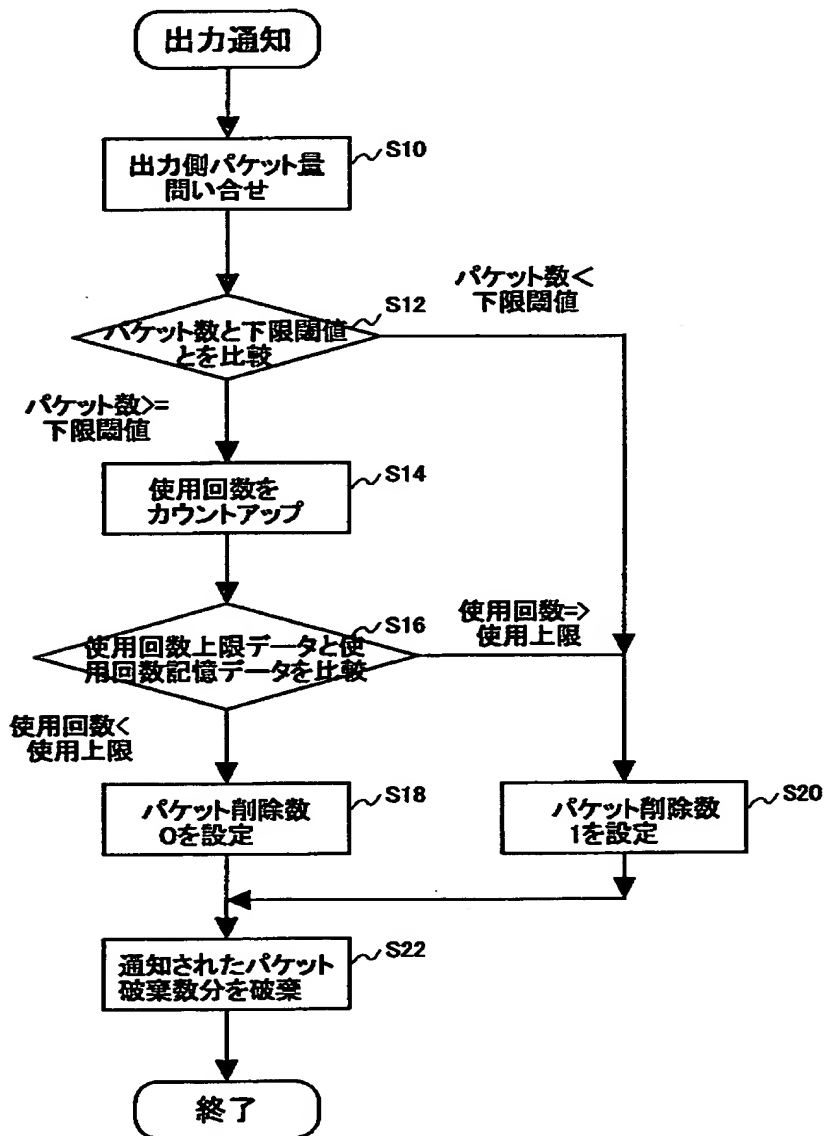 出力通知
出力側パケット量
問い合せ
S10
パケット数<
下限閾値
S12
パケット数と下限閾値
とを比較
パケット数>=
下限閾値
S14
使用回数を
カウントアップ
S16
使用回数=>
使用上限
使用回数上限データと使
用回数記憶データを比較
使用回数<
使用上限
S18
パケット削除数
0を設定
S20
パケット削除数
1を設定
S22
通知されたパケット
破棄数分を破棄
終了